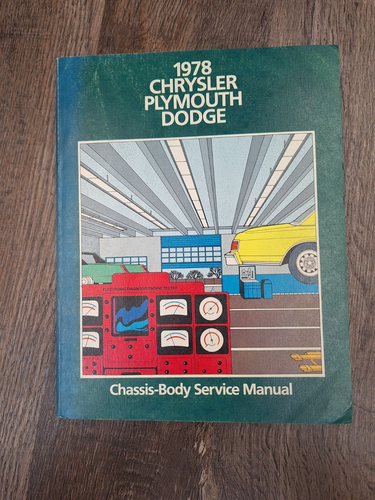 1978
CHRYSLER
PLYMOUTH
DODGE
Chassis-Body Service Manual